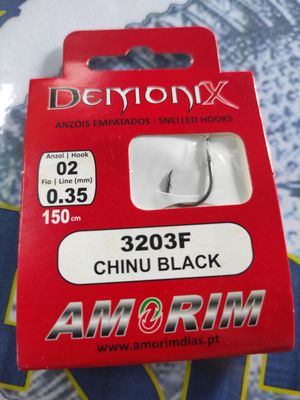 DEMONIX
ANZÓIS EMPATADOS : SNELLED HOOKS
Anzol | Hook
02
Fio | Line (mm)
0.35
150 cm
3203F
CHINU BLACK
AMORIM
www.amorimdias.pt